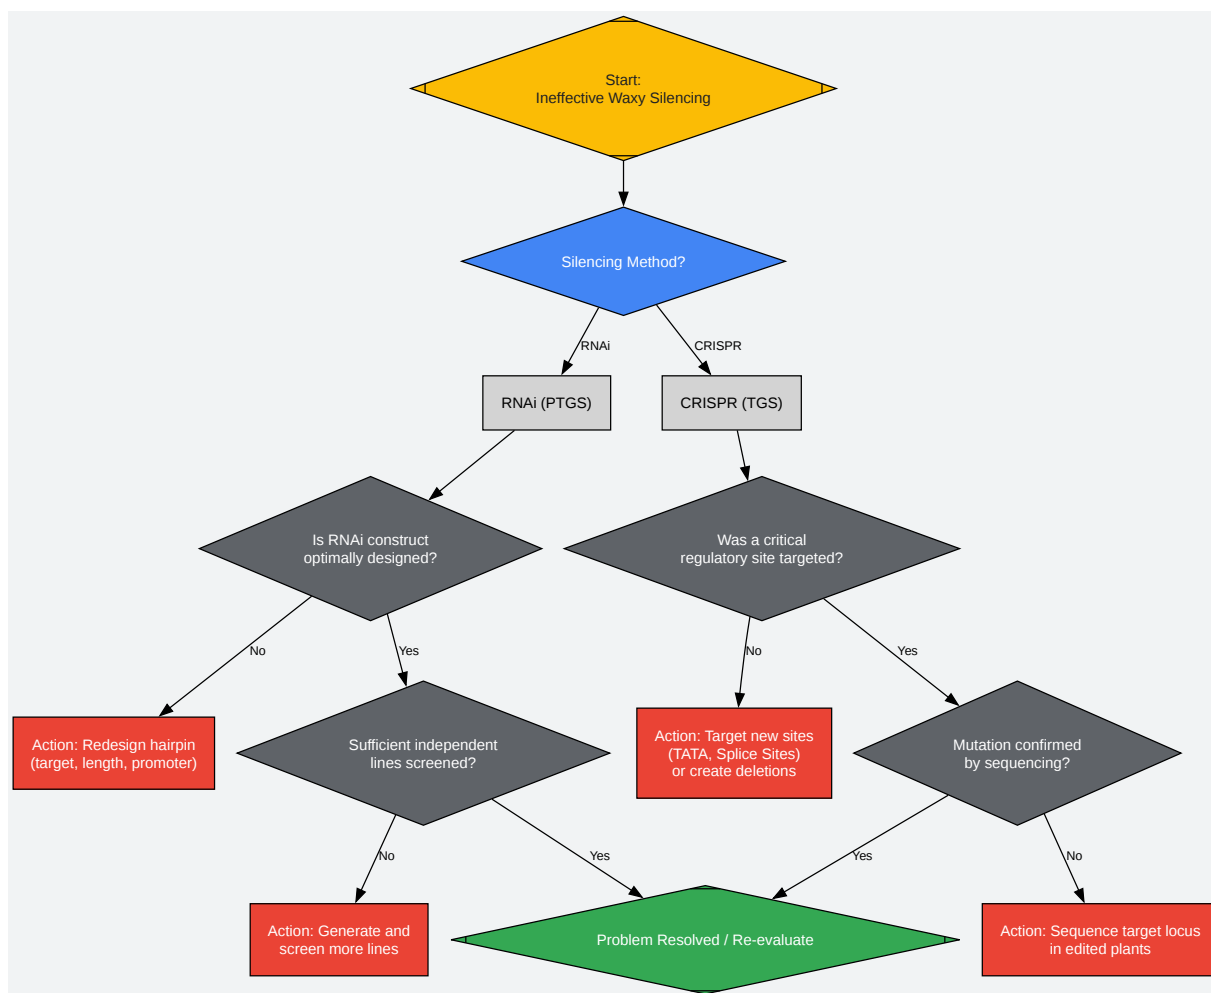 Start:
Ineffective Waxy Silencing
Silencing Method?
RNAi
CRISPR
RNAi (PTGS)
CRISPR (TGS)
Is RNAi construct
optimally designed?
Was a critical
regulatory site targeted?
No
Yes
No
Yes
Action: Redesign hairpin
(target, length, promoter)
Sufficient independent
lines screened?
Action: Target new sites
(TATA, Splice Sites)
or create deletions
Mutation confirmed
by sequencing?
No
Yes
Yes
No
Action: Generate and
screen more lines
Problem Resolved / Re-evaluate
Action: Sequence target locus
in edited plants